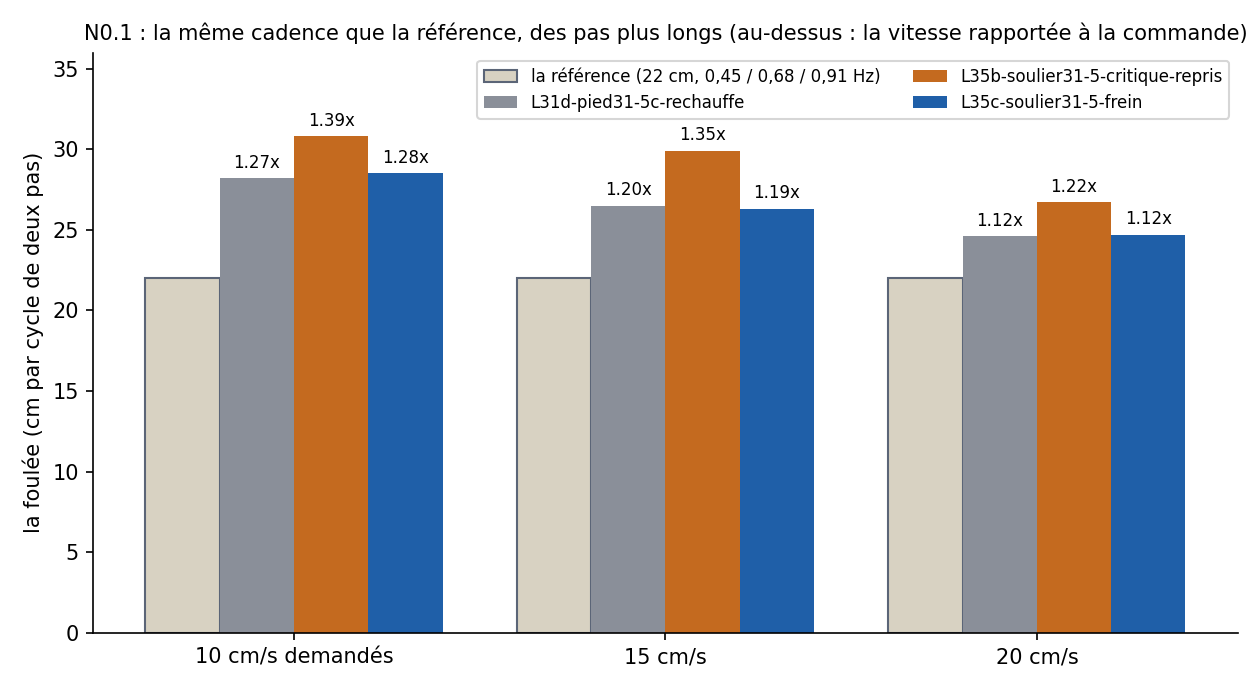 N0.1 : la même cadence que la référence, des pas plus longs (au-dessus : la vitesse rapportée à la commande)
la référence (22 cm, 0,45 / 0,68 / 0,91 Hz)
L31d-pied31-5c-rechauffe
L35b-soulier31-5-critique-repris
L35c-soulier31-5-frein
la foulée (cm par cycle de deux pas)
35
30
25
20
15
10
5
0
1.27x
1.39x
1.28x
1.20x
1.35x
1.19x
1.12x
1.22x
1.12x
10 cm/s demandés
15 cm/s
20 cm/s